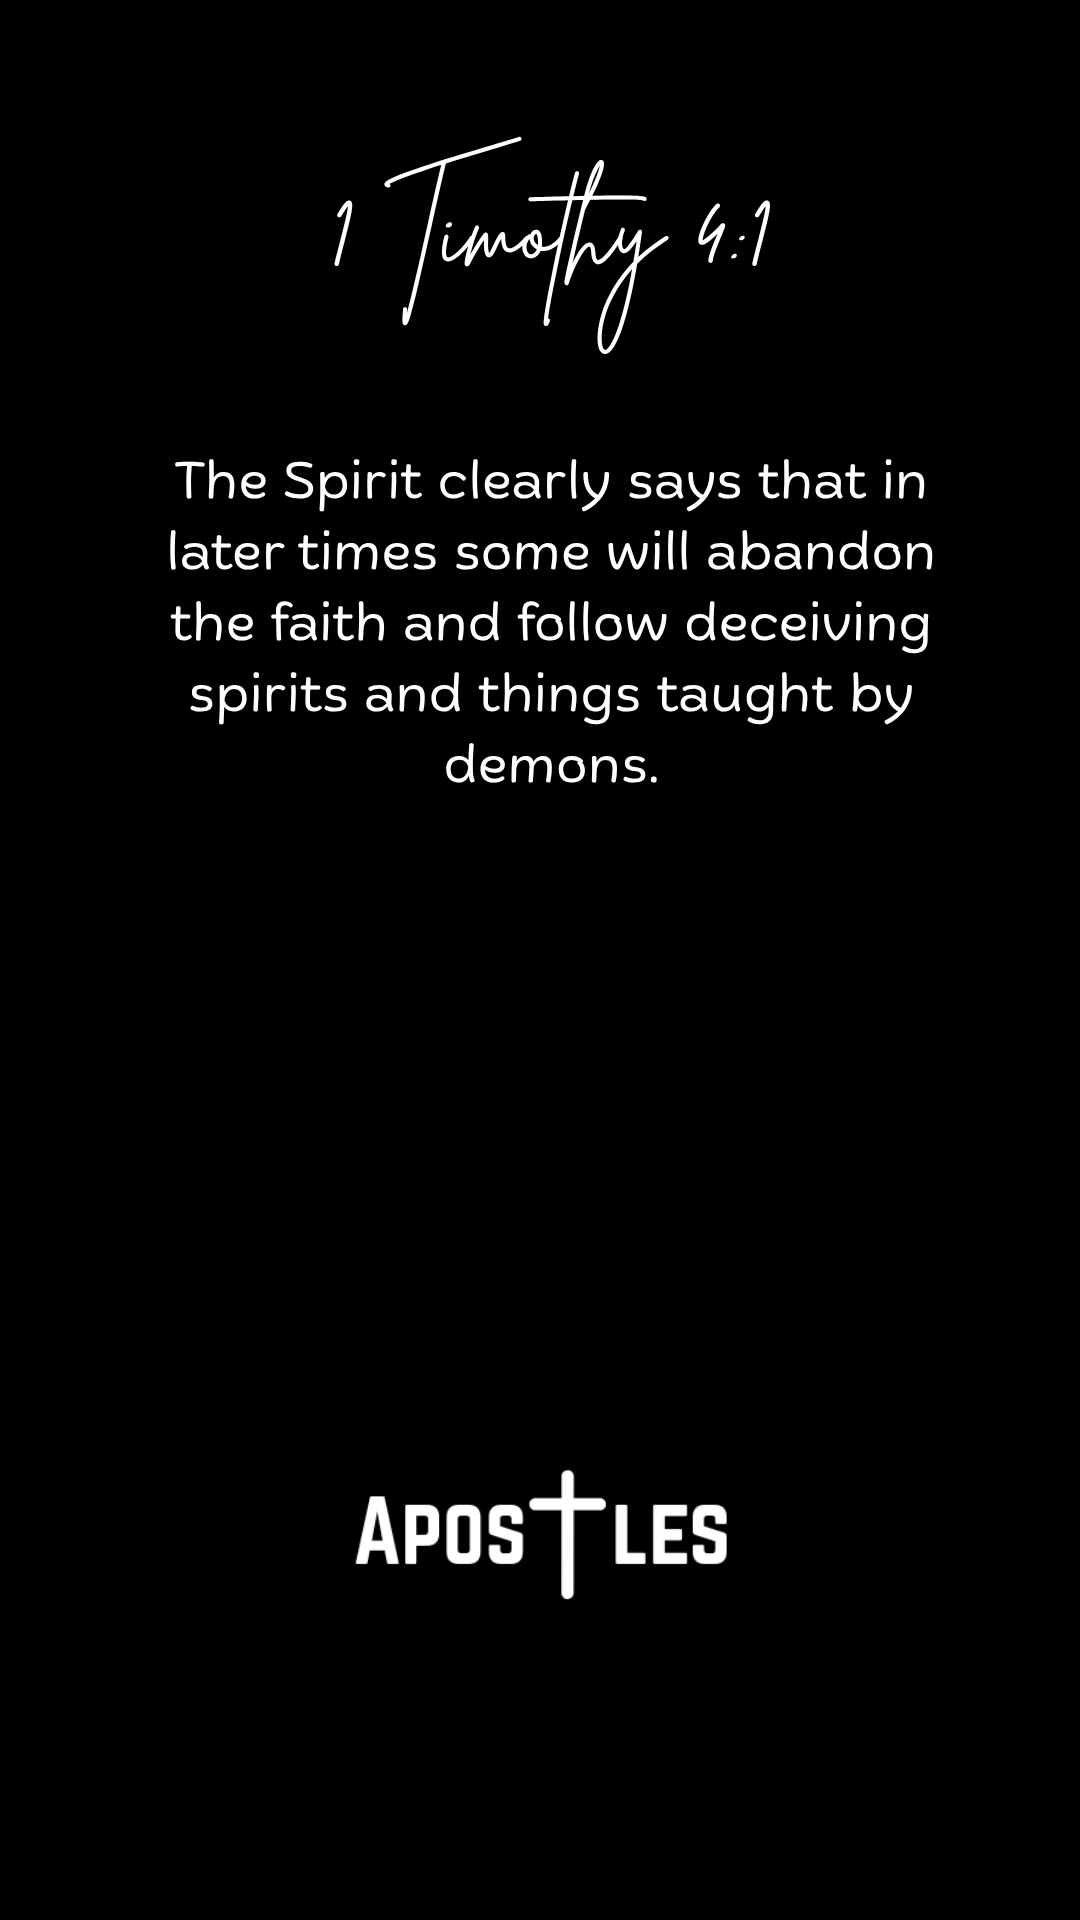 1 Timothy 4:1
The Spirit clearly says that in
later times some will abandon
the faith and follow deceiving
spirits and things taught by
demons.
APOSTLES